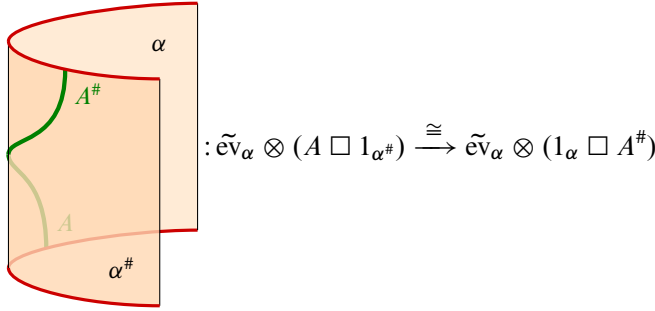 α
A^#
: ẽv_α ⊗ (A □ 1_{α^#}) ≅⟶ ẽv_α ⊗ (1_α □ A^#)
A
α^#